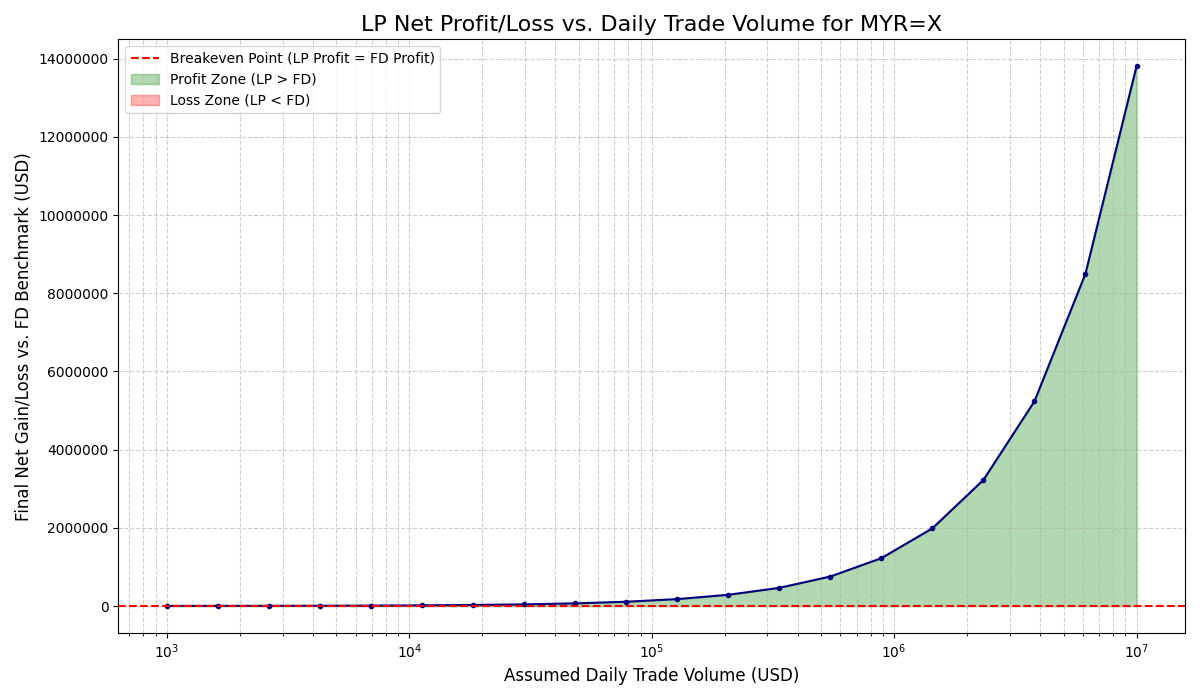 LP Net Profit/Loss vs. Daily Trade Volume for MYR=X
Breakeven Point (LP Profit = FD Profit)
Profit Zone (LP > FD)
Loss Zone (LP < FD)
Final Net Gain/Loss vs. FD Benchmark (USD)
14000000
12000000
10000000
8000000
6000000
4000000
2000000
0
10³ 10⁴ 10⁵ 10⁶ 10⁷
Assumed Daily Trade Volume (USD)